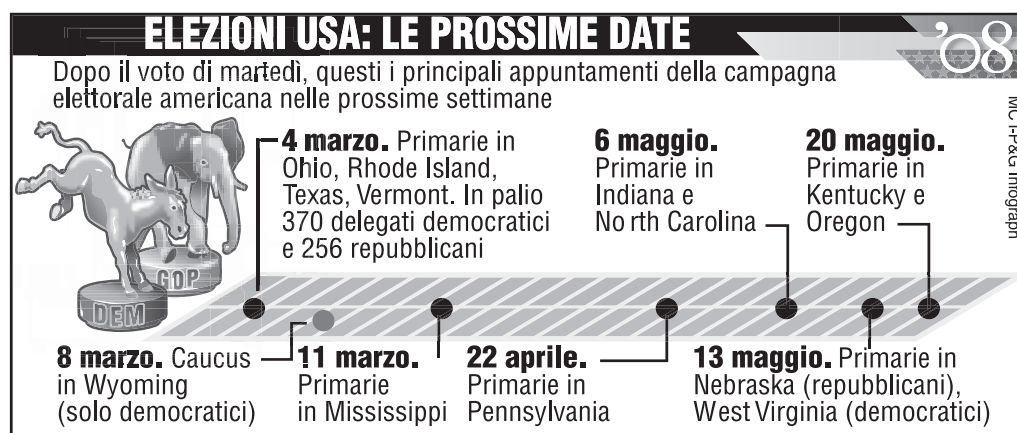 ELEZIONI USA: LE PROSSIME DATE
'08
Dopo il voto di martedì, questi i principali appuntamenti della campagna
elettorale americana nelle prossime settimane
4 marzo. Primarie in
Ohio, Rhode Island,
Texas, Vermont. In palio
370 delegati democratici
e 256 repubblicani
6 maggio.
Primarie in
Indiana e
North Carolina
20 maggio.
Primarie in
Kentucky e
Oregon
MCT-P&G Infograph
GOP
DEM
8 marzo. Caucus
in Wyoming
(solo democratici)
11 marzo.
Primarie
in Mississippi
22 aprile.
Primarie in
Pennsylvania
13 maggio. Primarie in
Nebraska (repubblicani),
West Virginia (democratici)